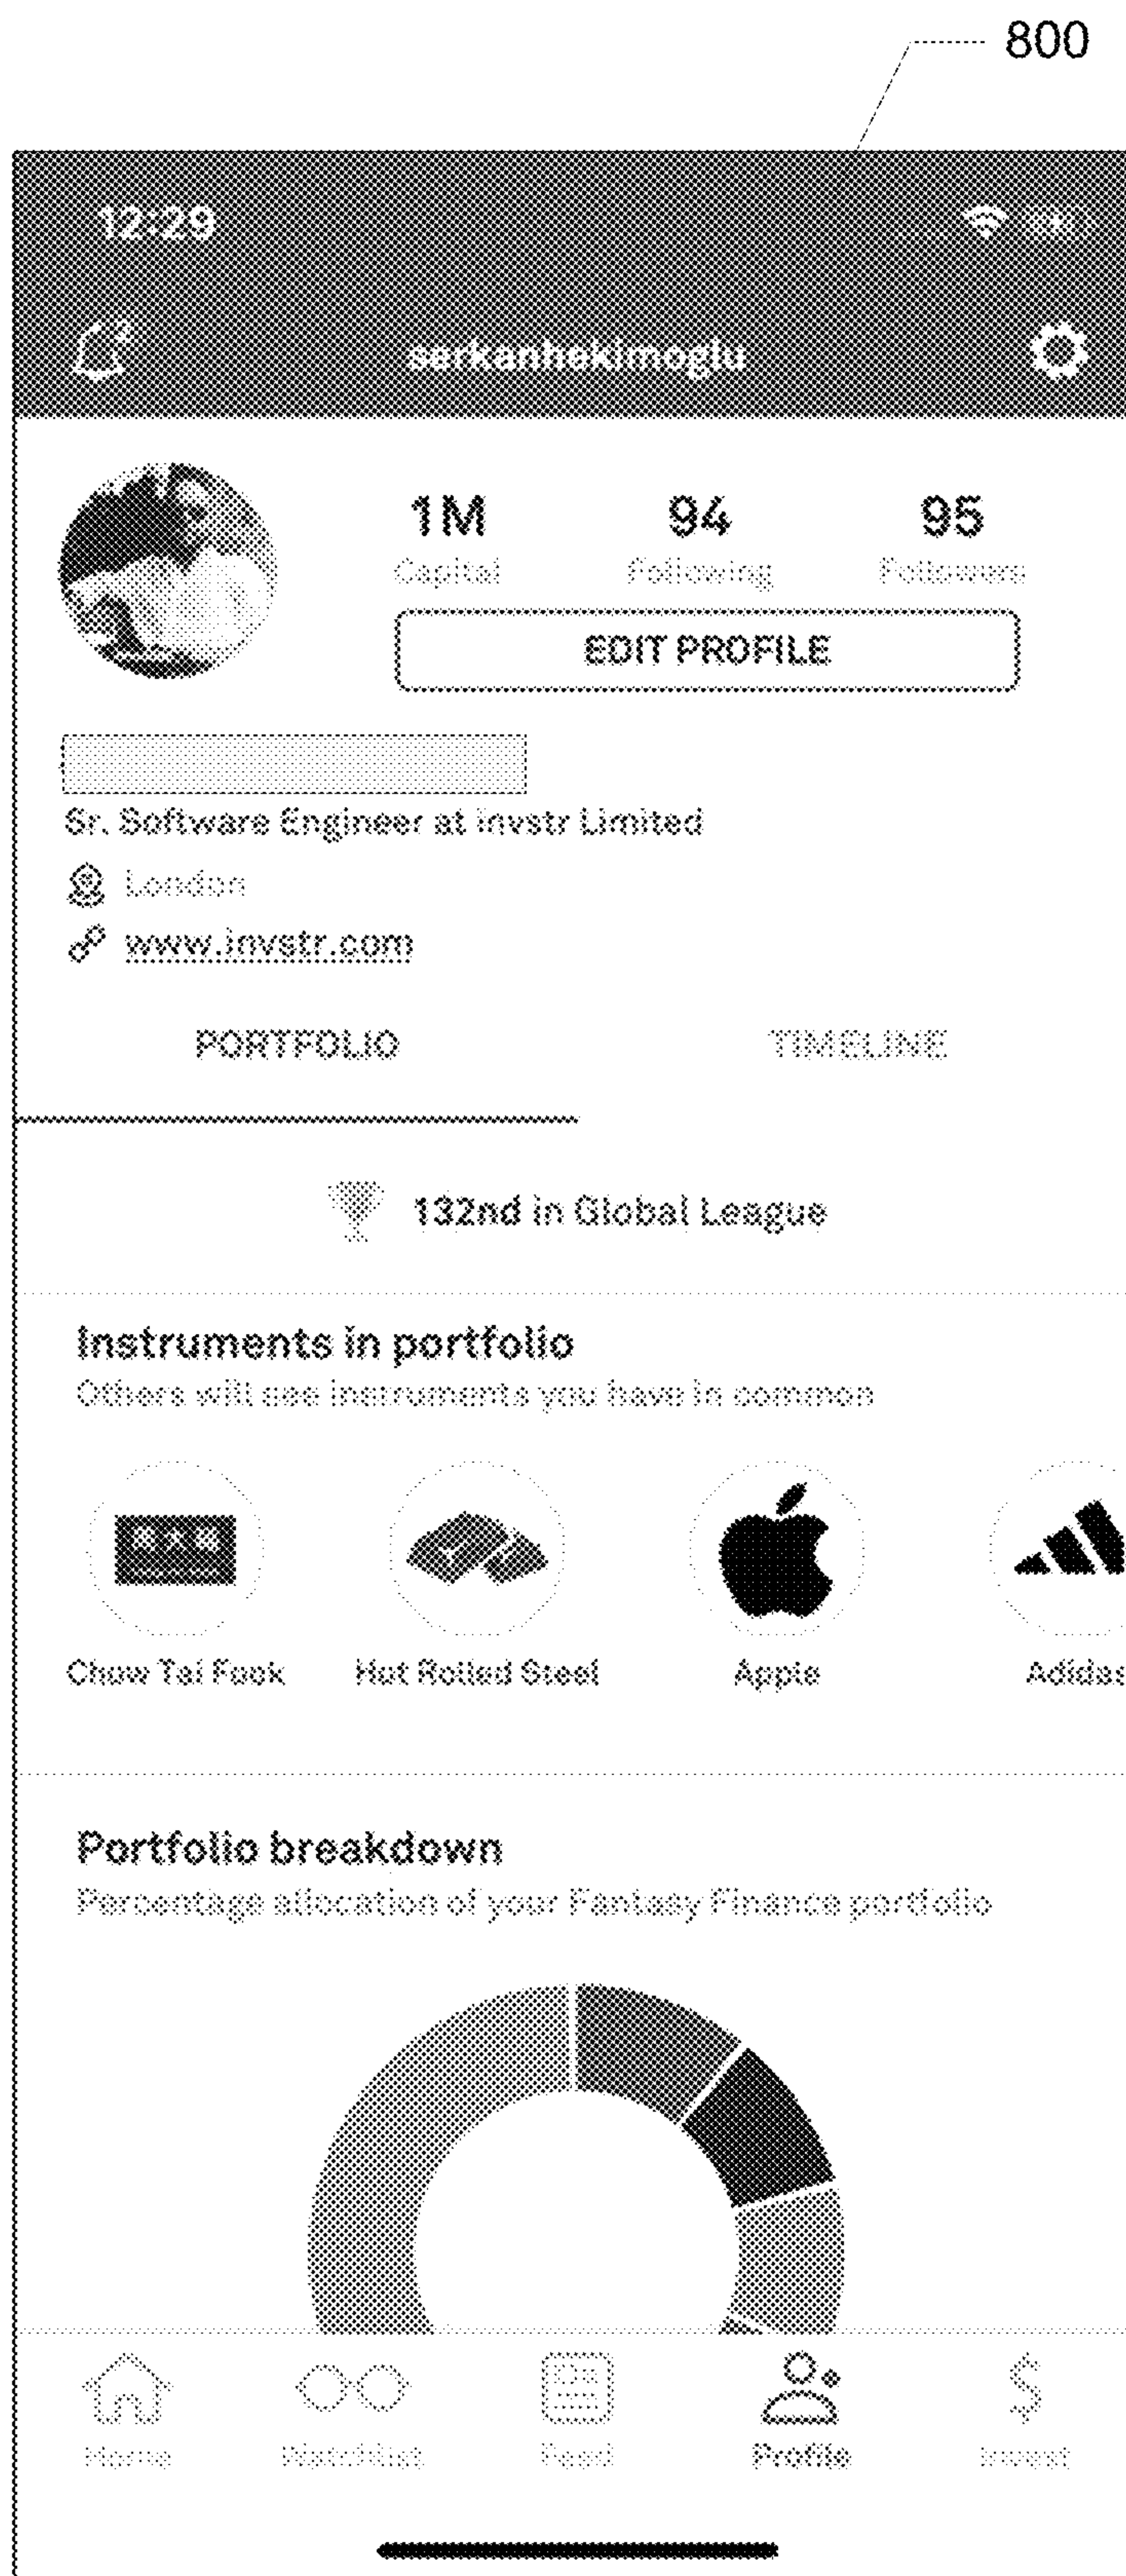 800
12:29
2
serkanhekimoglu
1M 94 95
Capital Following Followers
EDIT PROFILE
Sr. Software Engineer at invstr Limited
London
www.invstr.com
PORTFOLIO TIMELINE
132nd in Global League
Instruments in portfolio
Others will see instruments you have in common
Chow Tai Fook Hot Rolled Steel Apple Adidas
Portfolio breakdown
Percentage allocation of your Fantasy Finance portfolio
Home Watchlist Feed Profile Invest